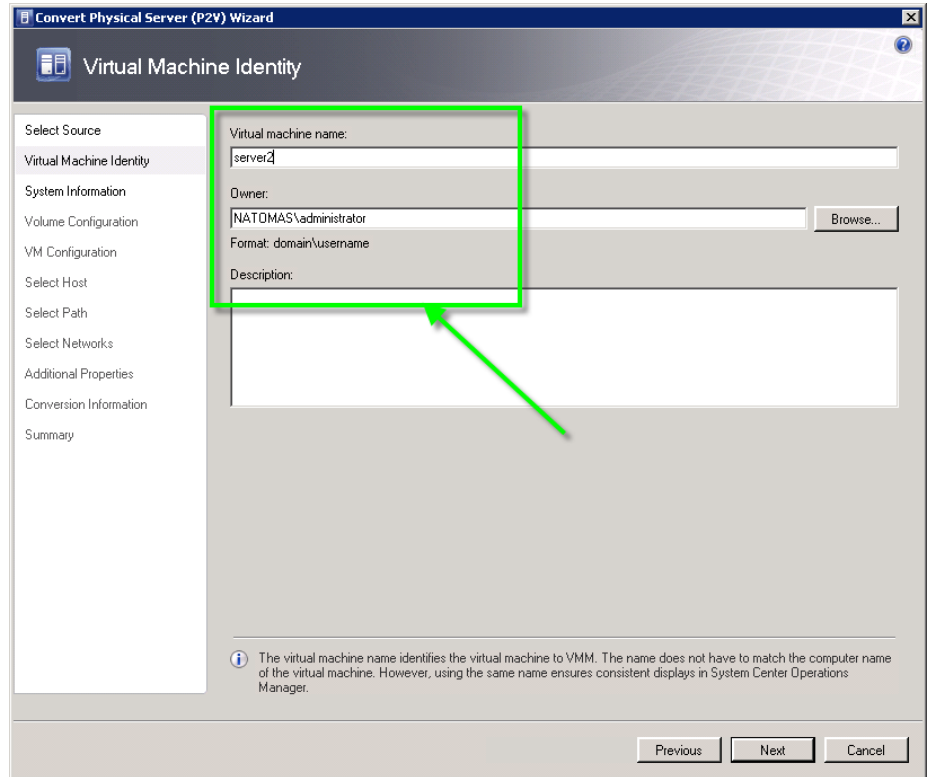 Convert Physical Server (P2V) Wizard
Virtual Machine Identity
Select Source
Virtual Machine Identity
System Information
Volume Configuration
VM Configuration
Select Host
Select Path
Select Networks
Additional Properties
Conversion Information
Summary
Virtual machine name:
server2
Owner:
NATOMAS\administrator
Browse...
Format: domain\username
Description:
The virtual machine name identifies the virtual machine to VMM. The name does not have to match the computer name
of the virtual machine. However, using the same name ensures consistent displays in System Center Operations
Manager.
Previous
Next
Cancel